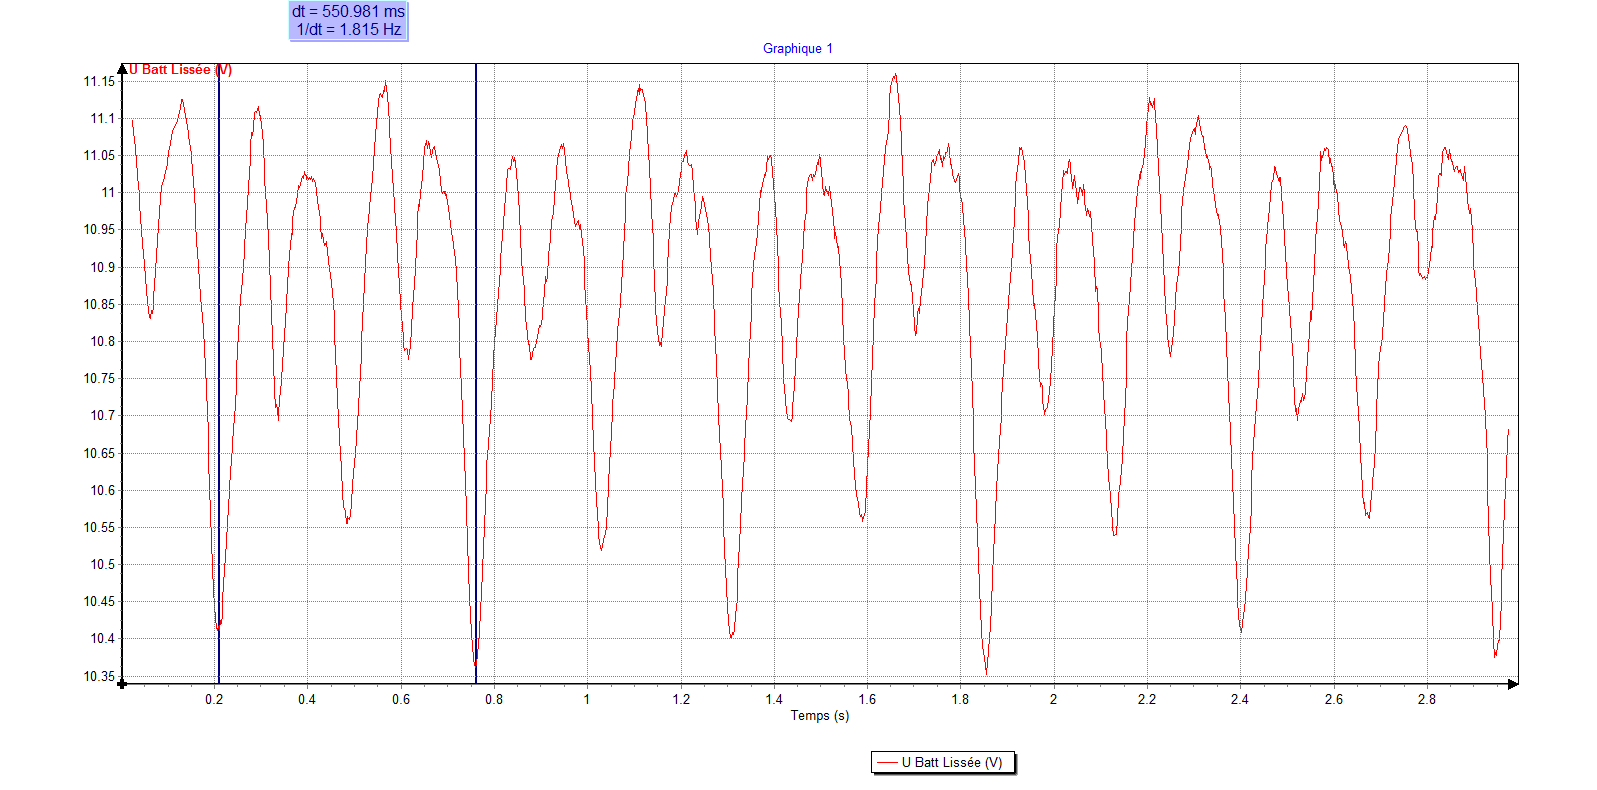 dt = 550.981 ms
1/dt = 1.815 Hz
Graphique 1
U Batt Lissée (V)
11.15
11.1
11.05
11
10.95
10.9
10.85
10.8
10.75
10.7
10.65
10.6
10.55
10.5
10.45
10.4
10.35
0.2 0.4 0.6 0.8 1 1.2 1.4 1.6 1.8 2 2.2 2.4 2.6 2.8
Temps (s)
U Batt Lissée (V)